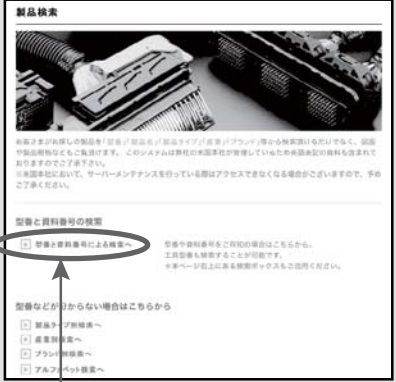 製品検索
お客さまがお探しの製品を「型番」「部品名」「製品タイプ」「産業」「ブランド」等から検索頂けるだけでなく、図面
や製品規格などもご覧頂けます。 このシステムは弊社の米国本社が管理しているため英語表記の資料も含まれて
おりますのでご了承下さい。
※米国本社において、サーバーメンテナンスを行っている際はアクセスできなくなる場合がございますので、予め
ご了承ください。
型番と資料番号の検索
型番と資料番号による検索へ
型番や資料番号をご存知の場合はこちらから。
工具型番も検索することが可能です。
※本ページ右上にある検索ボックスもご活用ください。
型番などが分からない場合はこちらから
製品タイプ別検索へ
産業別検索へ
ブランド別検索へ
アルファベット検索へ